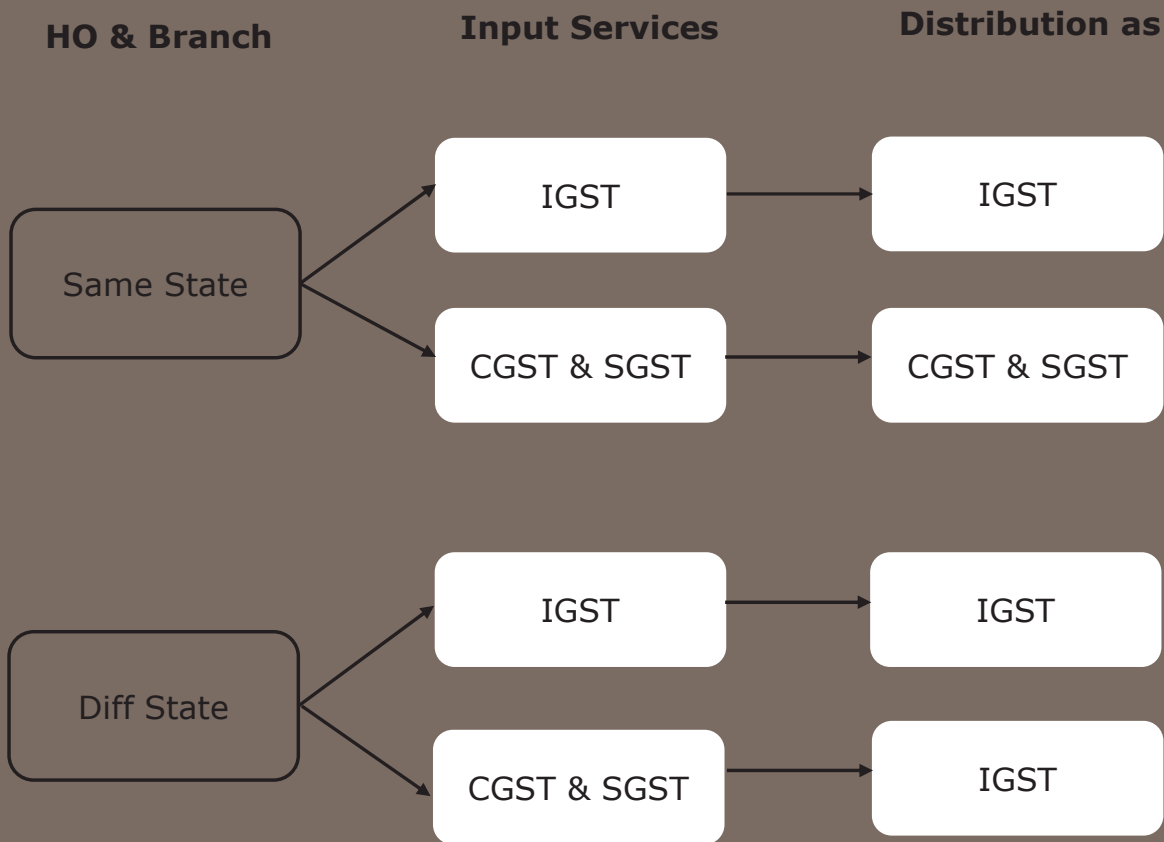 HO & Branch
Input Services
Distribution as
Same State
IGST
IGST
CGST & SGST
CGST & SGST
Diff State
IGST
IGST
CGST & SGST
IGST